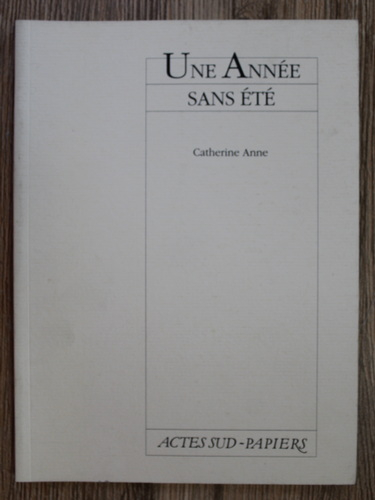 Une Année
sans été
Catherine Anne
ACTES SUD-PAPIERS